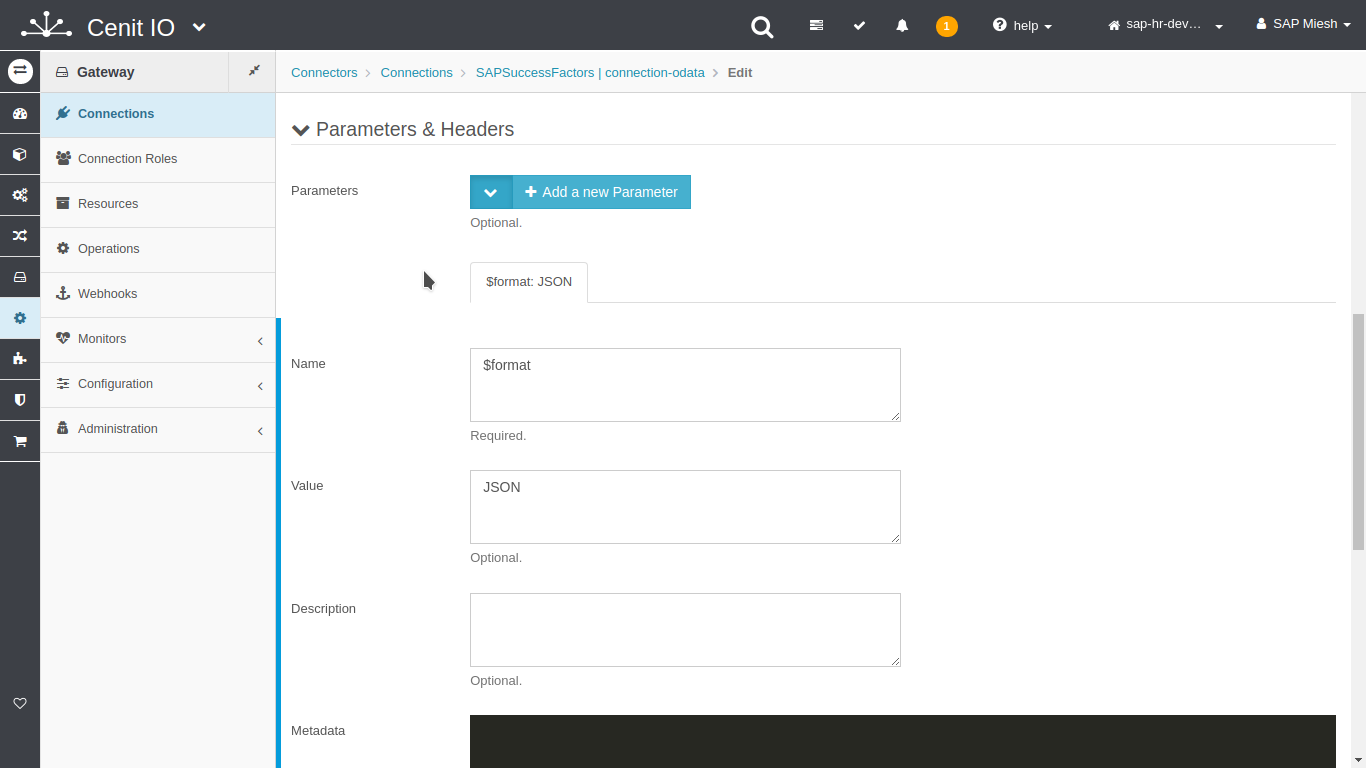 Cenit IO
1
help
sap-hr-dev…
SAP Miesh
Gateway
Connectors
Connections
SAPSuccessFactors | connection-odata
Edit
Connections
Connection Roles
Resources
Operations
Webhooks
Monitors
Configuration
Administration
Parameters & Headers
Parameters
Add a new Parameter
Optional.
$format: JSON
Name
$format
Required.
Value
JSON
Optional.
Description
Optional.
Metadata